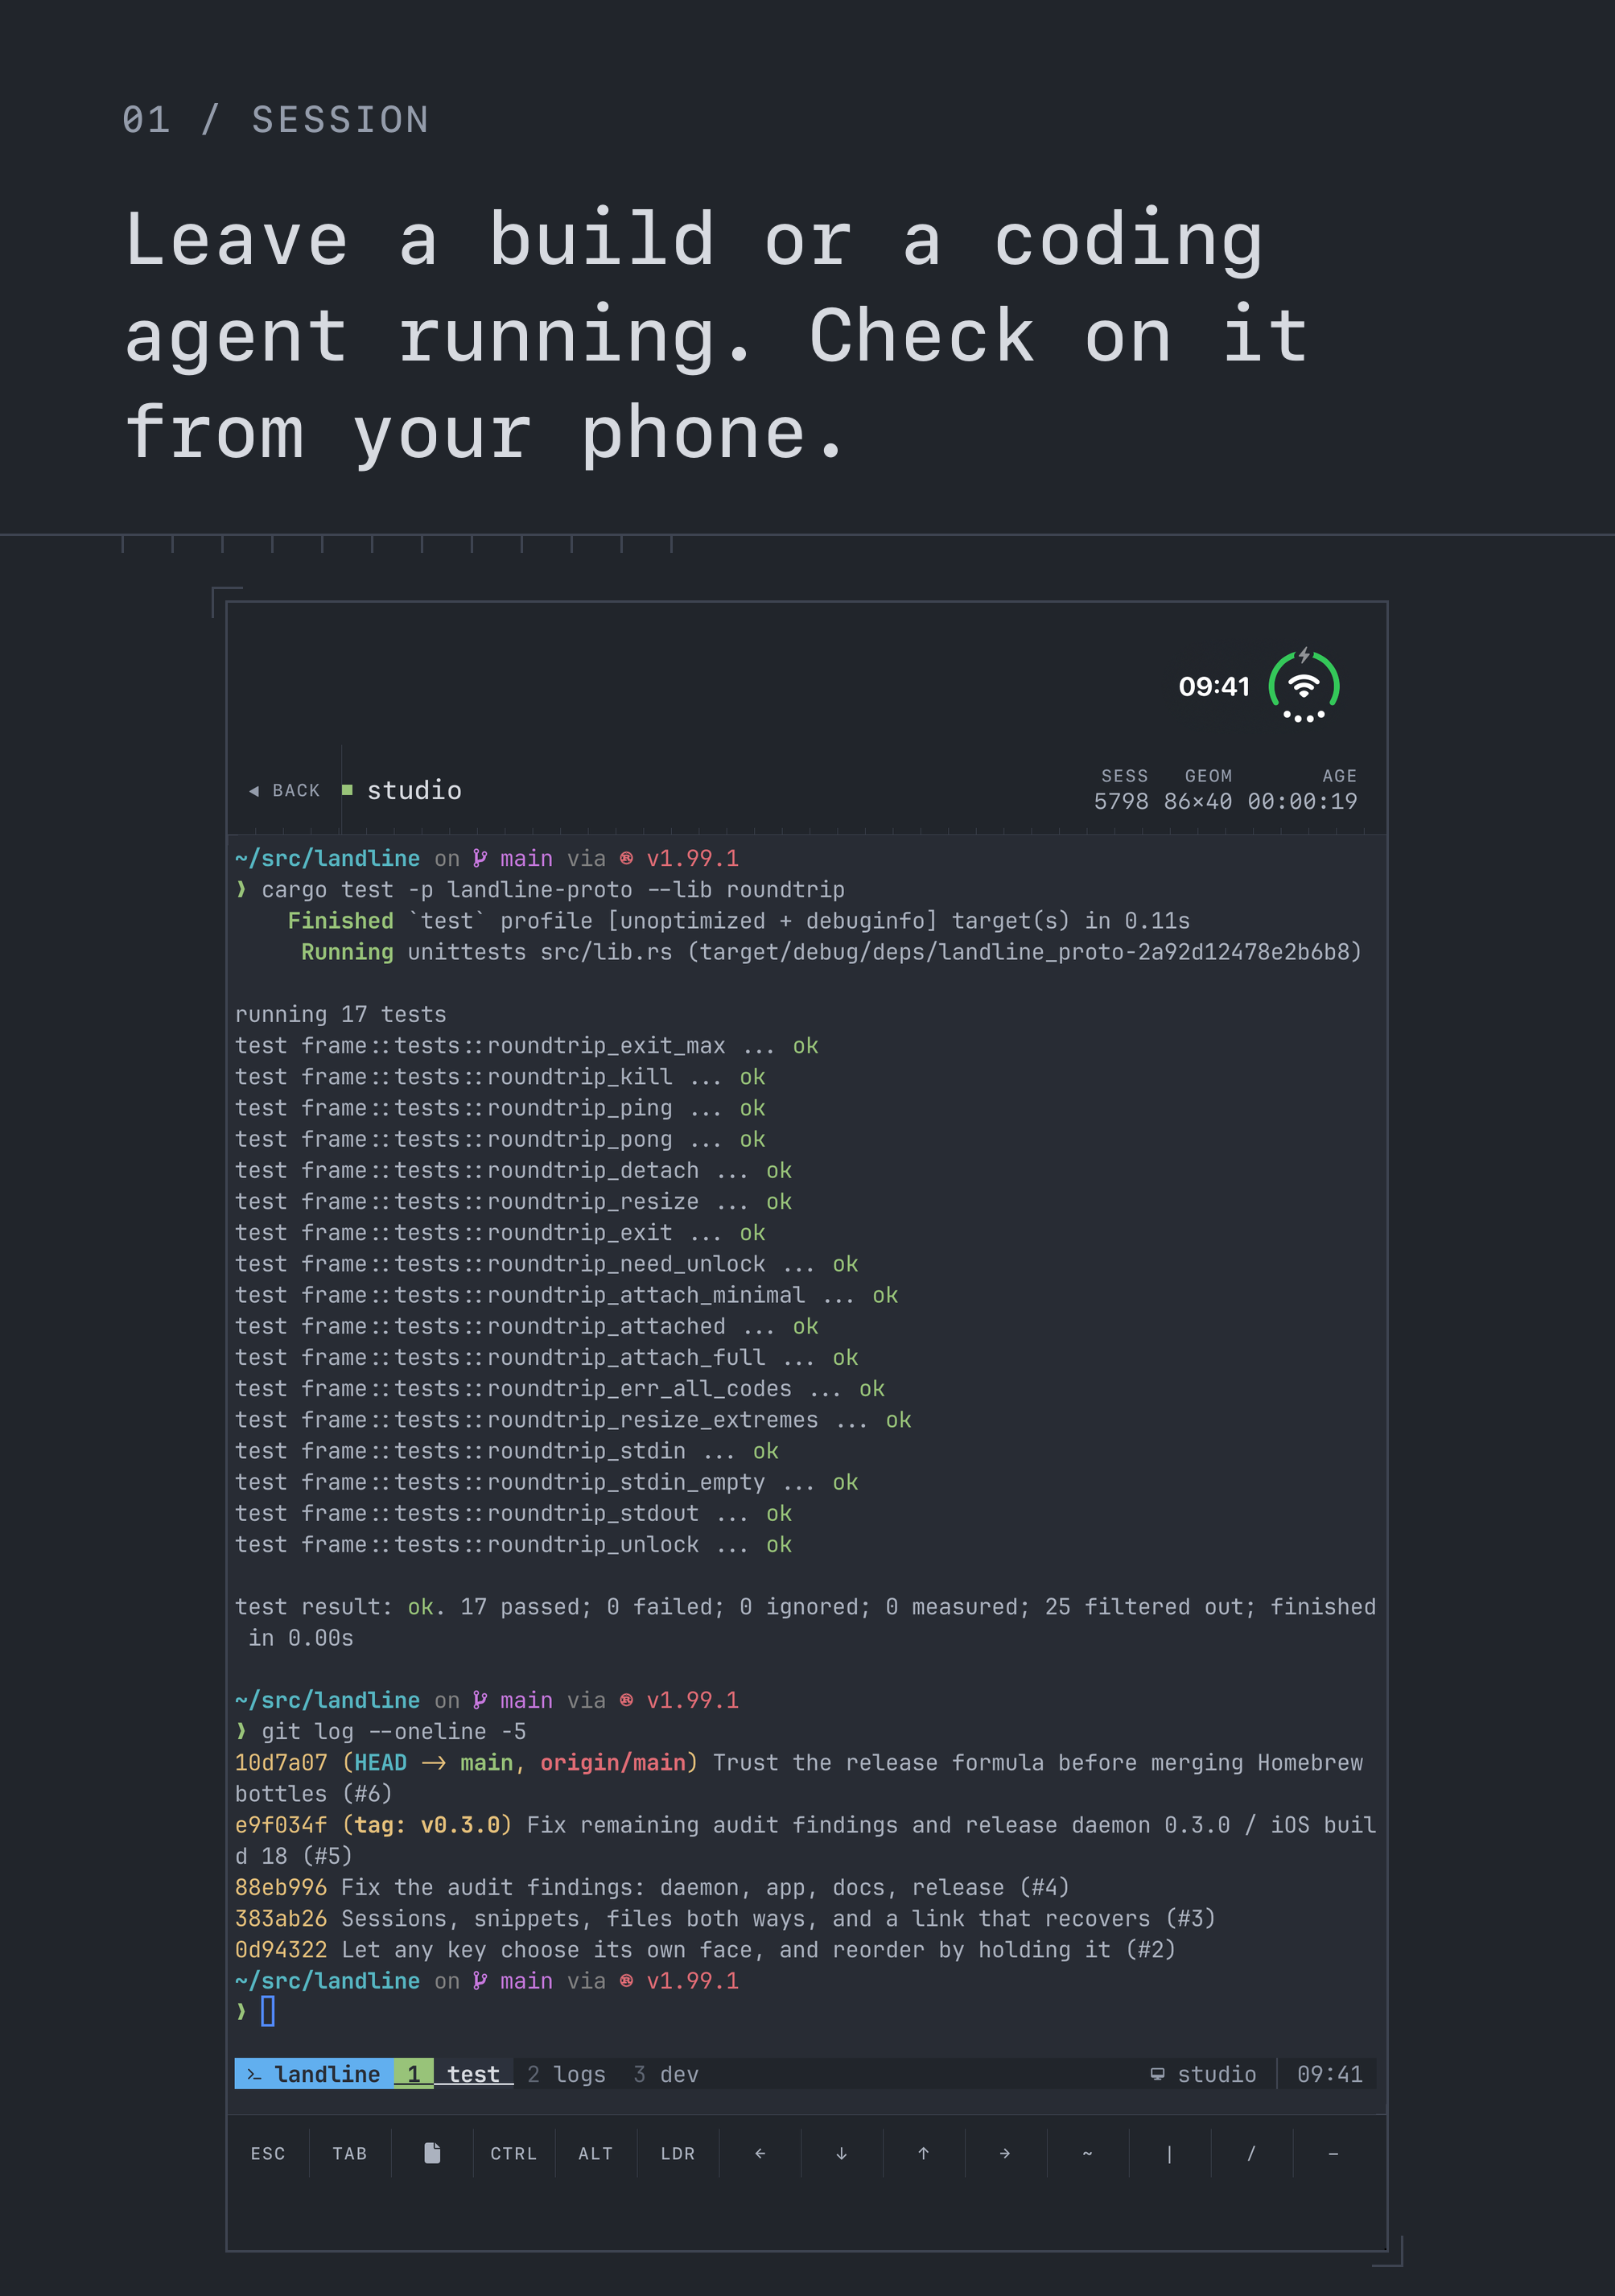 01 / SESSION
Leave a build or a coding
agent running. Check on it
from your phone.
09:41
◀ BACK studio
SESS GEOM AGE
5798 86×40 00:00:19
~/src/landline on main via v1.99.1
❯ cargo test -p landline-proto --lib roundtrip
Finished `test` profile [unoptimized + debuginfo] target(s) in 0.11s
Running unittests src/lib.rs (target/debug/deps/landline_proto-2a92d12478e2b6b8)
running 17 tests
test frame::tests::roundtrip_exit_max ... ok
test frame::tests::roundtrip_kill ... ok
test frame::tests::roundtrip_ping ... ok
test frame::tests::roundtrip_pong ... ok
test frame::tests::roundtrip_detach ... ok
test frame::tests::roundtrip_resize ... ok
test frame::tests::roundtrip_exit ... ok
test frame::tests::roundtrip_need_unlock ... ok
test frame::tests::roundtrip_attach_minimal ... ok
test frame::tests::roundtrip_attached ... ok
test frame::tests::roundtrip_attach_full ... ok
test frame::tests::roundtrip_err_all_codes ... ok
test frame::tests::roundtrip_resize_extremes ... ok
test frame::tests::roundtrip_stdin ... ok
test frame::tests::roundtrip_stdin_empty ... ok
test frame::tests::roundtrip_stdout ... ok
test frame::tests::roundtrip_unlock ... ok
test result: ok. 17 passed; 0 failed; 0 ignored; 0 measured; 25 filtered out; finished
in 0.00s
~/src/landline on main via v1.99.1
❯ git log --oneline -5
10d7a07 (HEAD -> main, origin/main) Trust the release formula before merging Homebrew
bottles (#6)
e9f034f (tag: v0.3.0) Fix remaining audit findings and release daemon 0.3.0 / iOS buil
d 18 (#5)
88eb996 Fix the audit findings: daemon, app, docs, release (#4)
383ab26 Sessions, snippets, files both ways, and a link that recovers (#3)
0d94322 Let any key choose its own face, and reorder by holding it (#2)
~/src/landline on main via v1.99.1
❯
landline 1 test 2 logs 3 dev studio 09:41
ESC TAB CTRL ALT LDR ← ↓ ↑ → ~ | / −